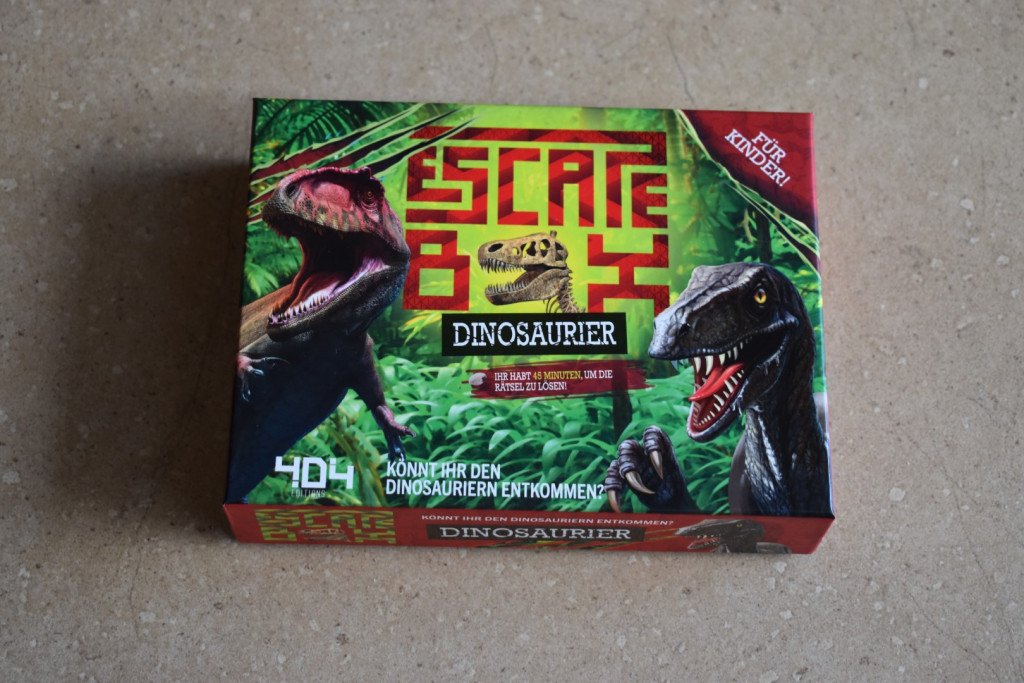 FÜR
KINDER!
ESCAPE
BOX
DINOSAURIER
IHR HABT 45 MINUTEN, UM DIE
RÄTSEL ZU LÖSEN!
404
EDITIONS
KÖNNT IHR DEN
DINOSAURIERN ENTKOMMEN?
ESCAPE BOX
KÖNNT IHR DEN DINOSAURIERN ENTKOMMEN?
DINOSAURIER